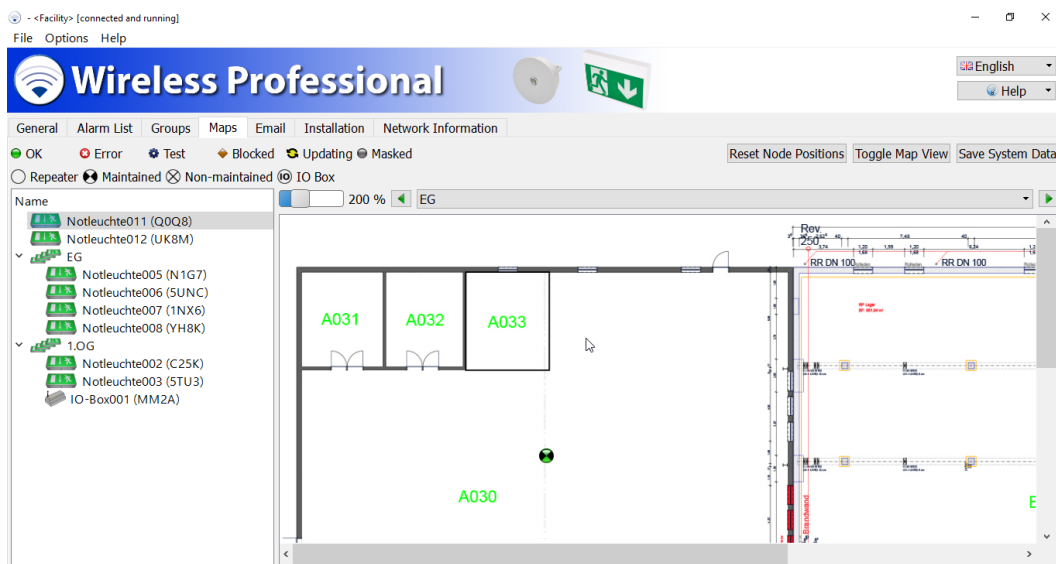 - <Facility> [connected and running]
File Options Help
Wireless Professional
English
Help
General Alarm List Groups Maps Email Installation Network Information
OK Error Test Blocked Updating Masked
Reset Node Positions Toggle Map View Save System Data
Repeater Maintained Non-maintained IO IO Box
Name
200 % EG
Notleuchte011 (Q0Q8)
Notleuchte012 (UK8M)
EG
Notleuchte005 (N1G7)
Notleuchte006 (5UNC)
Notleuchte007 (1NX6)
Notleuchte008 (YH8K)
1.OG
Notleuchte002 (C25K)
Notleuchte003 (5TU3)
IO-Box001 (MM2A)
Rev.
250
RR DN 100 RR DN 100
A031 A032 A033
A030
Brandwand
E